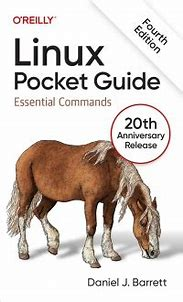 O'REILLY®
Fourth Edition
Linux
Pocket Guide
Essential Commands
20th
Anniversary
Release
Daniel J. Barrett